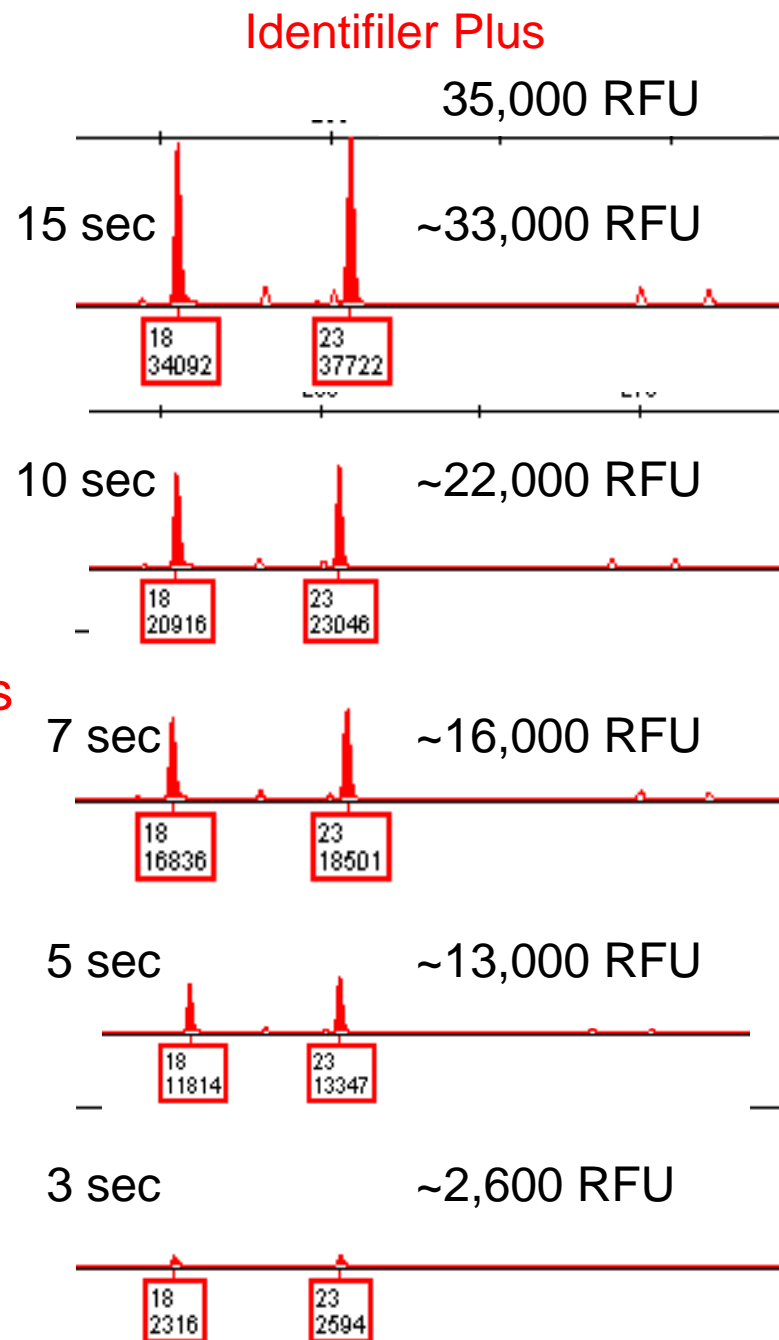 Identifiler Plus
35,000 RFU
15 sec
~33,000 RFU
18
34092
23
37722
10 sec
~22,000 RFU
18
20916
23
23046
s
7 sec
~16,000 RFU
18
16836
23
18501
5 sec
~13,000 RFU
18
11814
23
13347
3 sec
~2,600 RFU
18
2316
23
2594